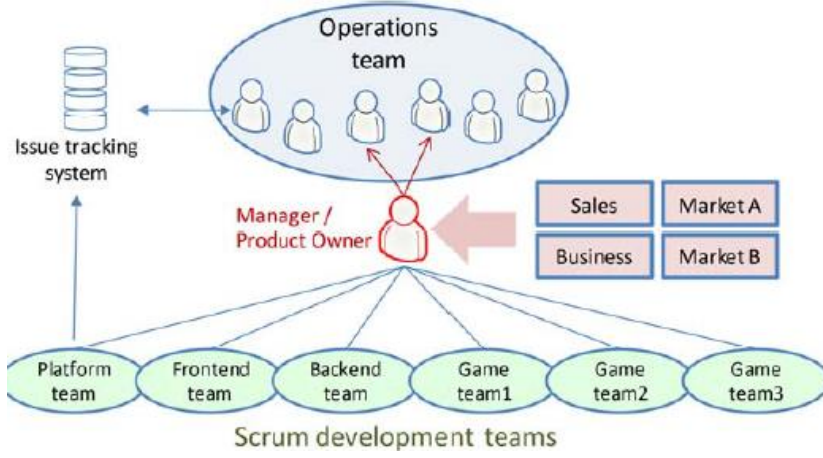 Operations
team
Issue tracking
system
Manager /
Product Owner
Sales
Market A
Business
Market B
Platform
team
Frontend
team
Backend
team
Game
team1
Game
team2
Game
team3
Scrum development teams